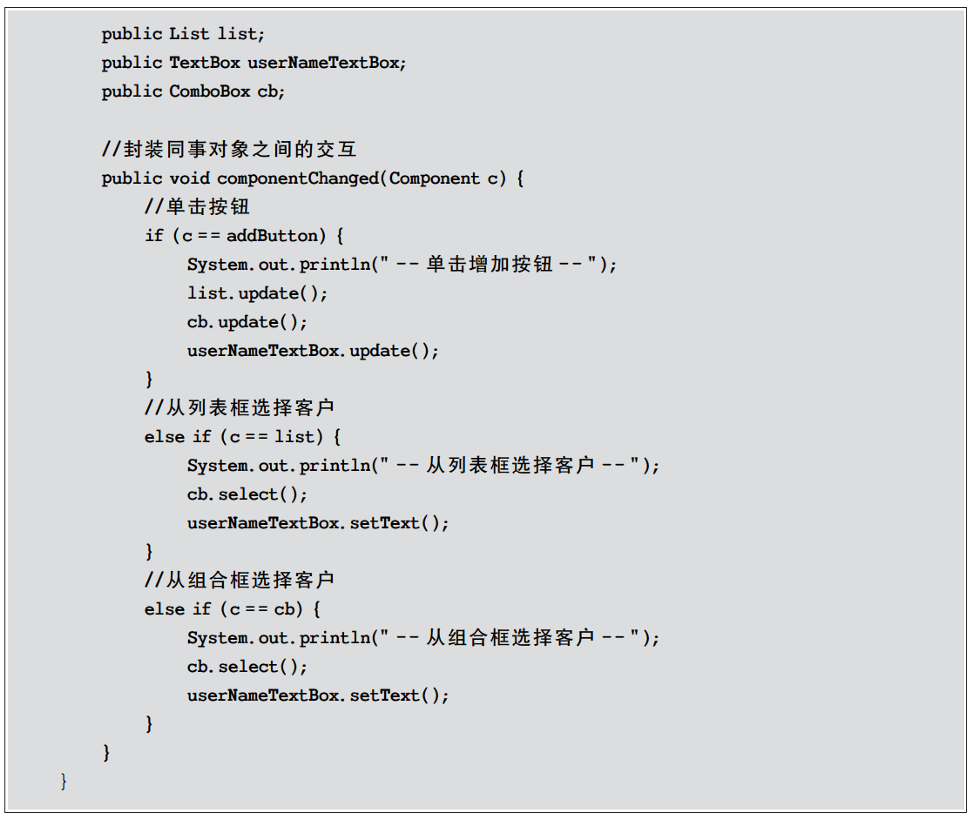 public List list;
public TextBox userNameTextBox;
public ComboBox cb;
//封装同事对象之间的交互
public void componentChanged(Component c) {
//单击按钮
if (c == addButton) {
System.out.println(" -- 单击增加按钮 -- ");
list.update();
cb.update();
userNameTextBox.update();
}
//从列表框选择客户
else if (c == list) {
System.out.println(" -- 从列表框选择客户 -- ");
cb.select();
userNameTextBox.setText();
}
//从组合框选择客户
else if (c == cb) {
System.out.println(" -- 从组合框选择客户 -- ");
cb.select();
userNameTextBox.setText();
}
}
}